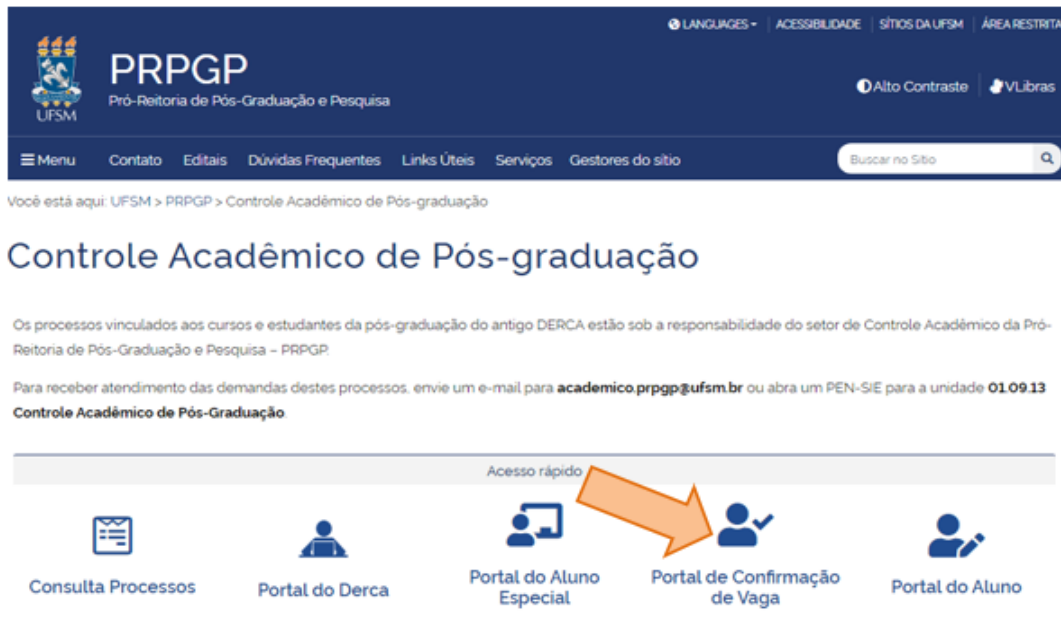 LANGUAGES ACESSIBILIDADE SÍTIOS DA UFSM ÁREA RESTRITA
PRPGP
Pró-Reitoria de Pós-Graduação e Pesquisa
UFSM
Alto Contraste VLibras
Menu Contato Editais Dúvidas Frequentes Links Úteis Serviços Gestores do sítio Buscar no Sítio
Você está aqui: UFSM > PRPGP > Controle Acadêmico de Pós-graduação
Controle Acadêmico de Pós-graduação
Os processos vinculados aos cursos e estudantes da pós-graduação do antigo DERCA estão sob a responsabilidade do setor de Controle Acadêmico da Pró-
Reitoria de Pós-Graduação e Pesquisa – PRPGP.
Para receber atendimento das demandas destes processos, envie um e-mail para academico.prpgp@ufsm.br ou abra um PEN-SIE para a unidade 01.09.13
Controle Acadêmico de Pós-Graduação.
Acesso rápido
Consulta Processos
Portal do Derca
Portal do Aluno
Especial
Portal de Confirmação
de Vaga
Portal do Aluno